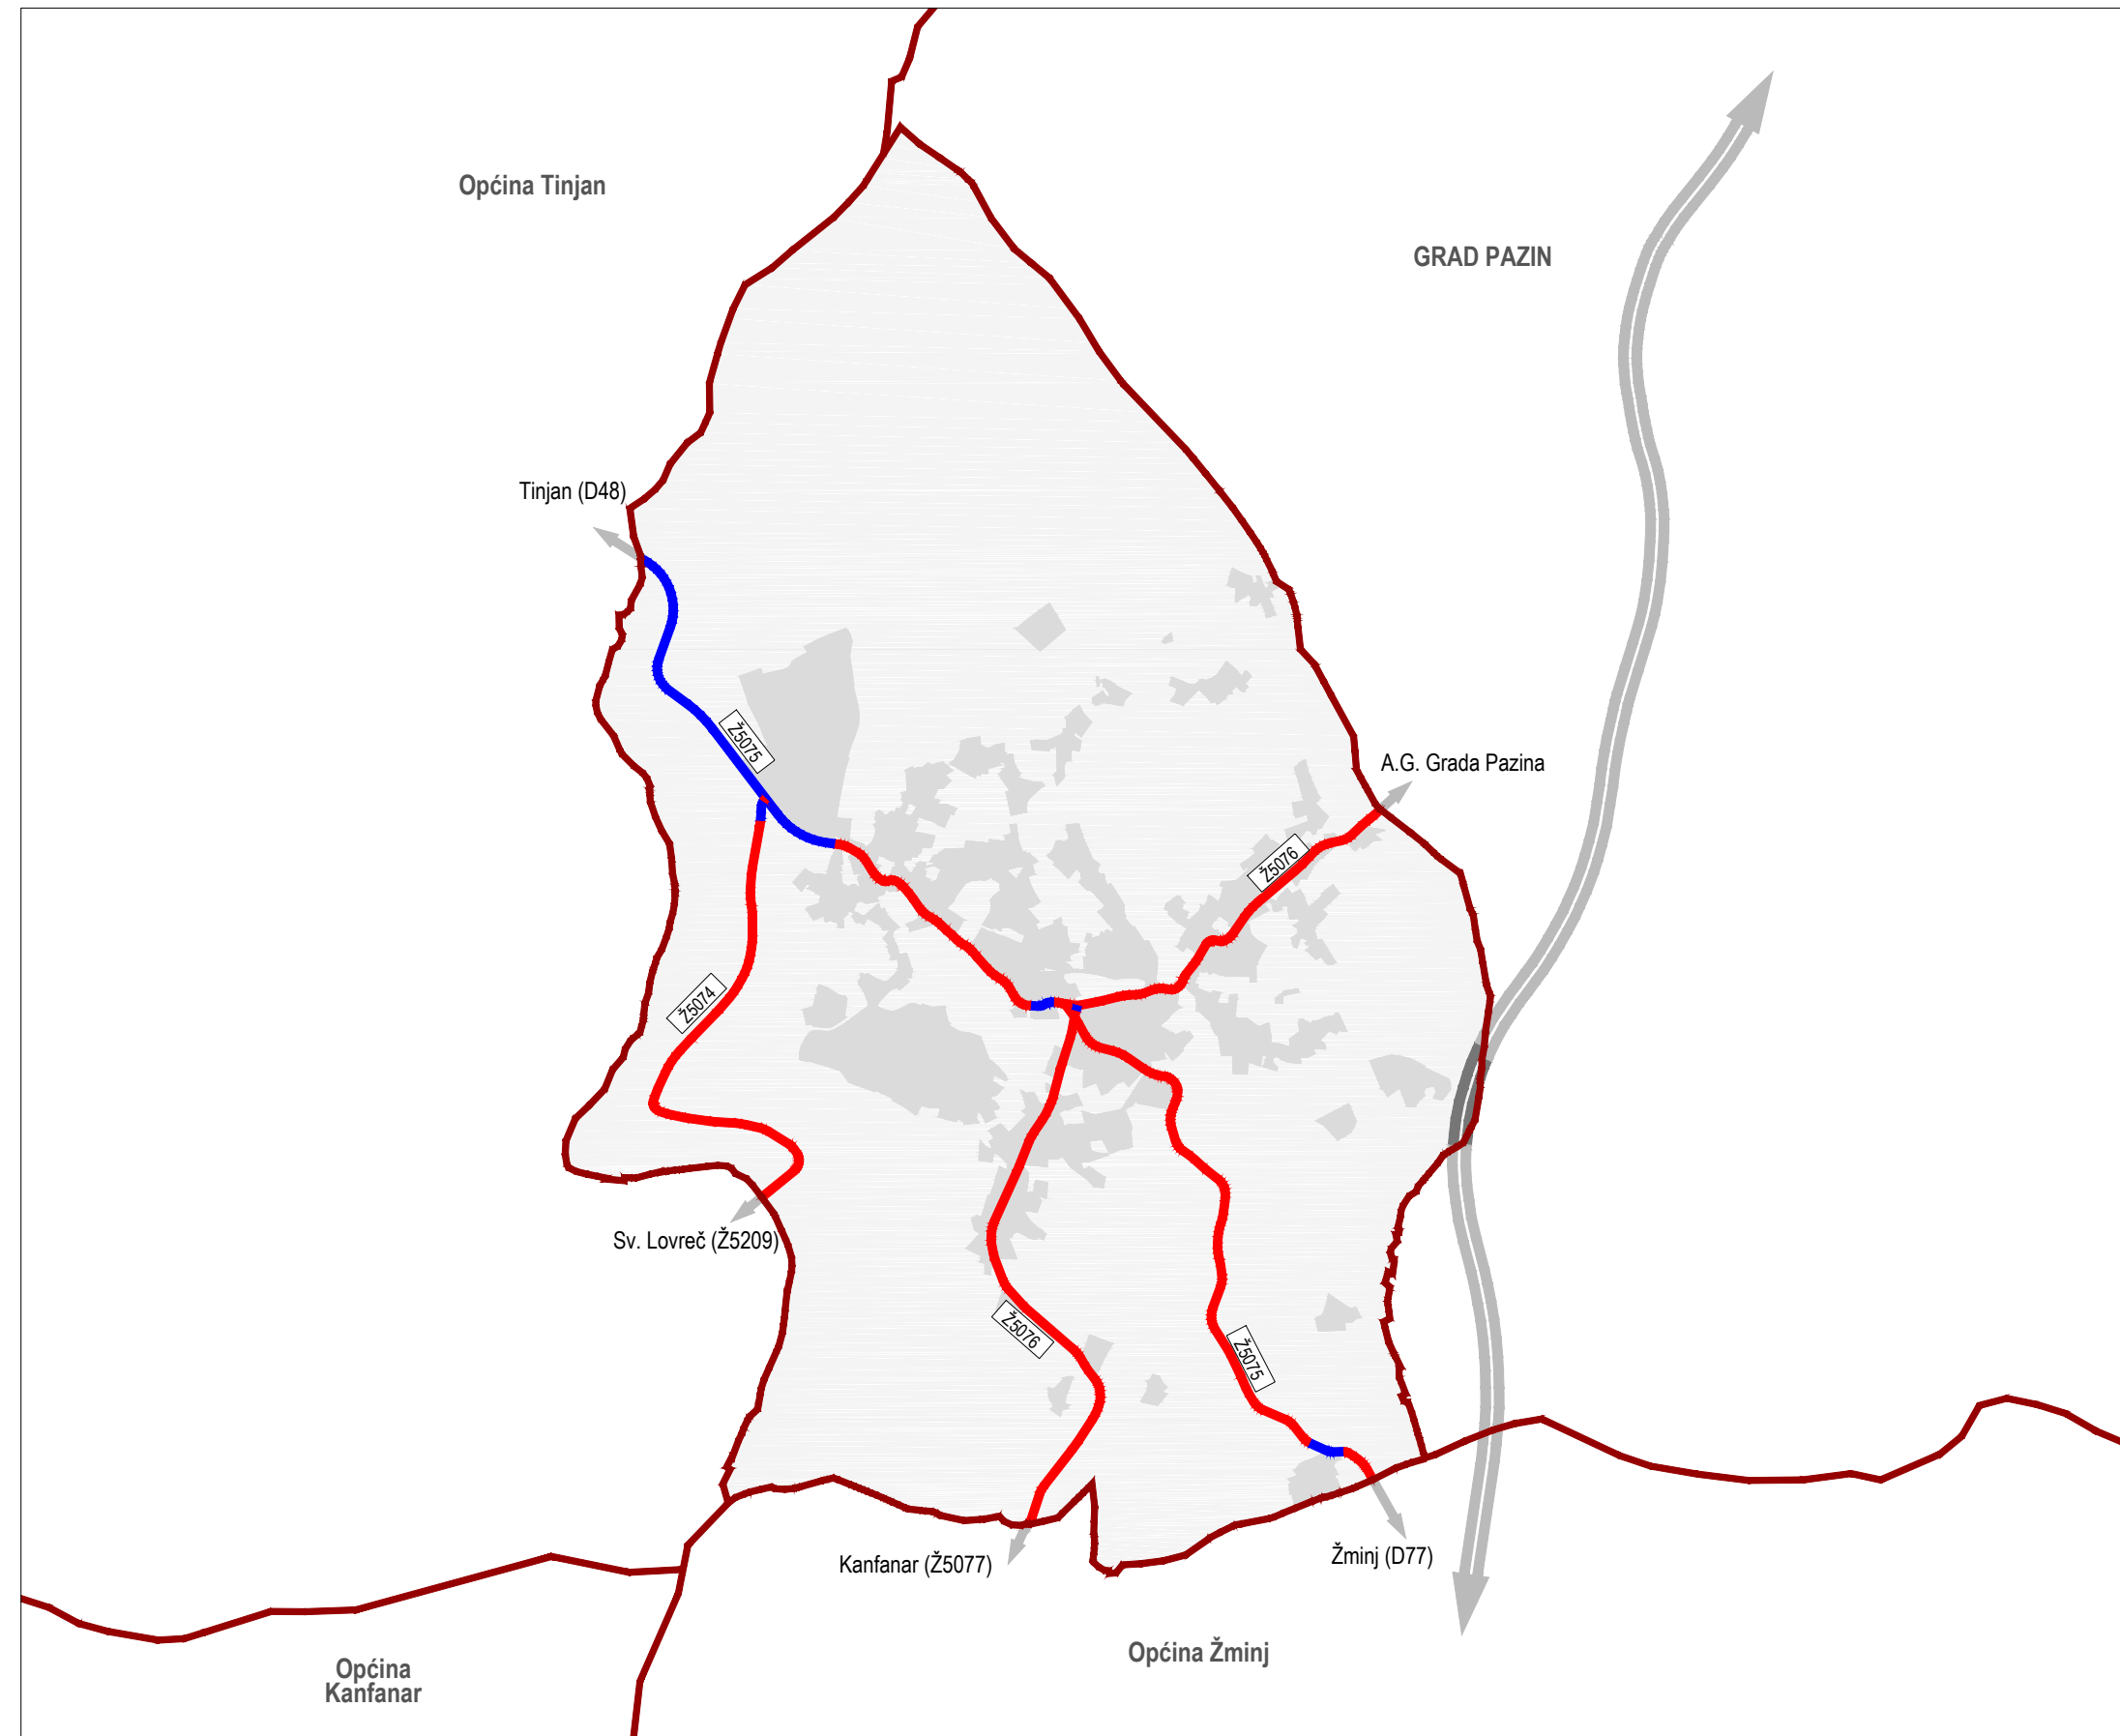 Općina Tinjan
GRAD PAZIN
Tinjan (D48)
Ž5075
A.G. Grada Pazina
Ž5076
Ž5074
Sv. Lovreč (Ž5209)
Ž5076
Ž5075
Kanfanar (Ž5077)
Žminj (D77)
Općina Žminj
Općina
Kanfanar